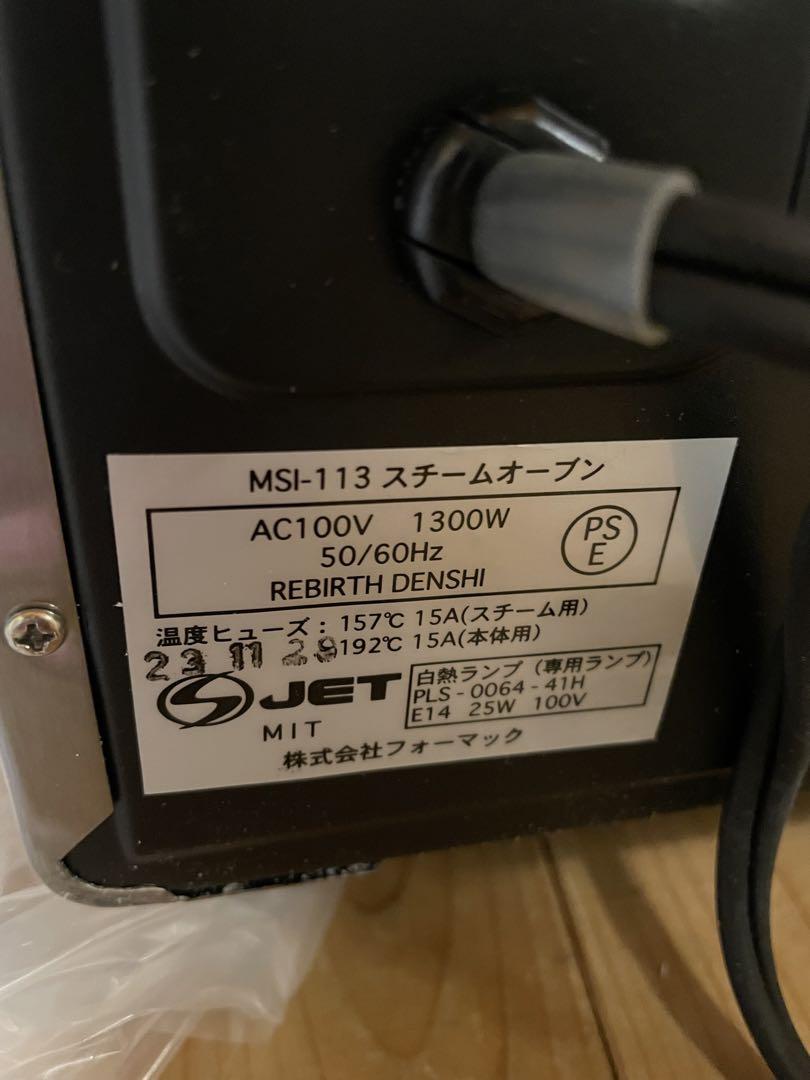 MSI-113 スチームオーブン
AC100V 1300W
50/60Hz
REBIRTH DENSHI
PS
E
温度ヒューズ：157℃ 15A(スチーム用)
192℃ 15A(本体用)
23 11 29
JET
MIT
白熱ランプ（専用ランプ）
PLS-0064-41H
E14 25W 100V
株式会社フォーマック